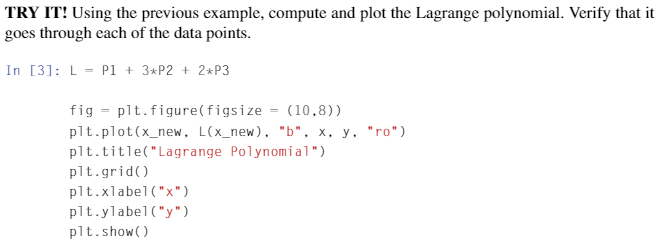 TRY IT! Using the previous example, compute and plot the Lagrange polynomial. Verify that it
goes through each of the data points.
In [3]: L = P1 + 3*P2 + 2*P3
fig = plt.figure(figsize = (10,8))
plt.plot(x_new, L(x_new), "b", x, y, "ro")
plt.title("Lagrange Polynomial")
plt.grid()
plt.xlabel("x")
plt.ylabel("y")
plt.show()